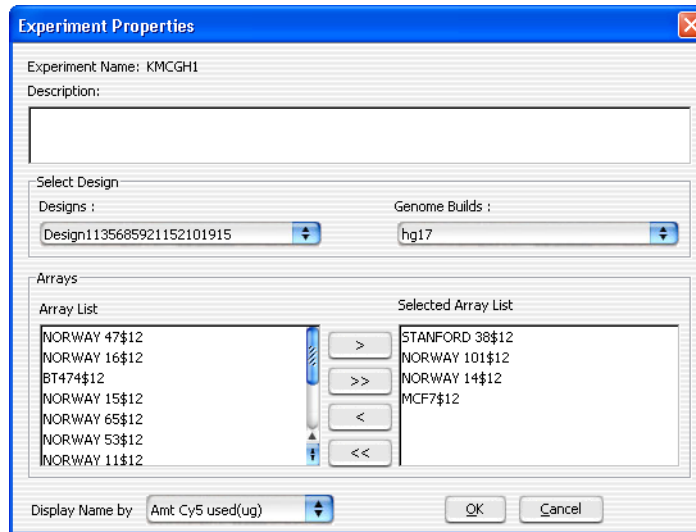 Experiment Properties
Experiment Name: KMCGH1
Description:
Select Design
Designs :
Genome Builds :
Design1135685921152101915
hg17
Arrays
Array List
Selected Array List
NORWAY 47$12
NORWAY 16$12
BT474$12
NORWAY 15$12
NORWAY 65$12
NORWAY 53$12
NORWAY 11$12
>
>>
<
<<
STANFORD 38$12
NORWAY 101$12
NORWAY 14$12
MCF7$12
Display Name by
Amt Cy5 used(ug)
OK
Cancel